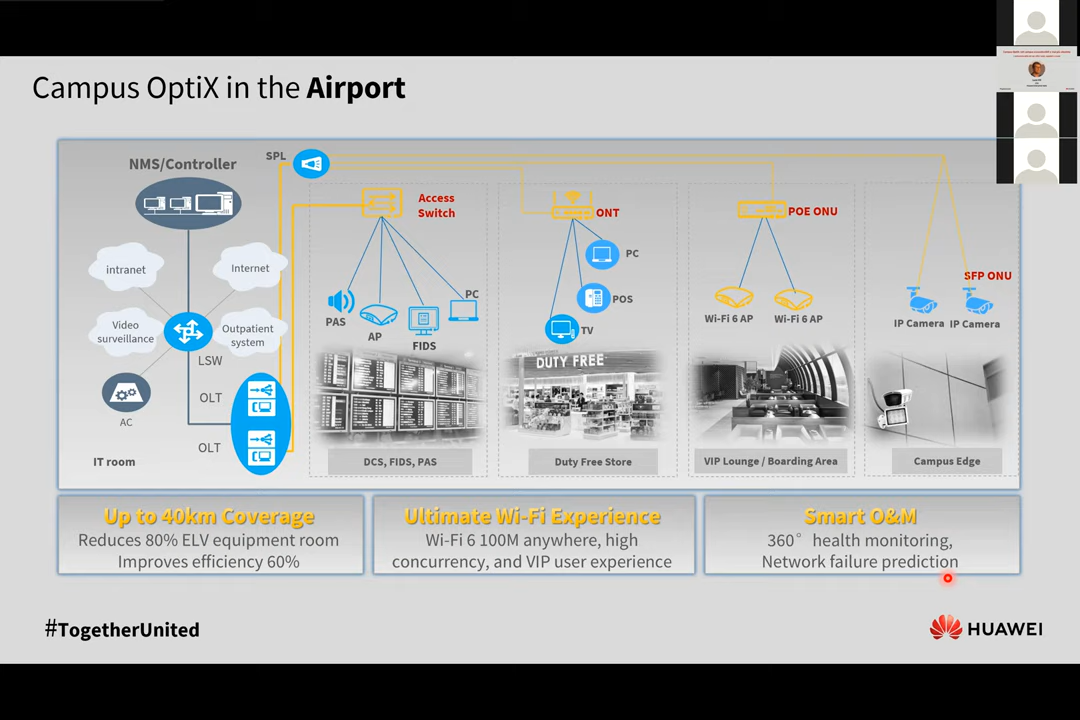 Campus OptiX in the Airport
NMS/Controller
SPL
Access
Switch
ONT
POE ONU
SFP ONU
intranet
Internet
Video
surveillance
Outpatient
system
LSW
OLT
OLT
AC
IT room
PAS
AP
FIDS
PC
PC
POS
TV
Wi-Fi 6 AP
Wi-Fi 6 AP
IP Camera
IP Camera
DUTY FREE
DCS, FIDS, PAS
Duty Free Store
VIP Lounge / Boarding Area
Campus Edge
Up to 40km Coverage
Reduces 80% ELV equipment room
Improves efficiency 60%
Ultimate Wi-Fi Experience
Wi-Fi 6 100M anywhere, high
concurrency, and VIP user experience
Smart O&M
360° health monitoring,
Network failure prediction
#TogetherUnited
HUAWEI